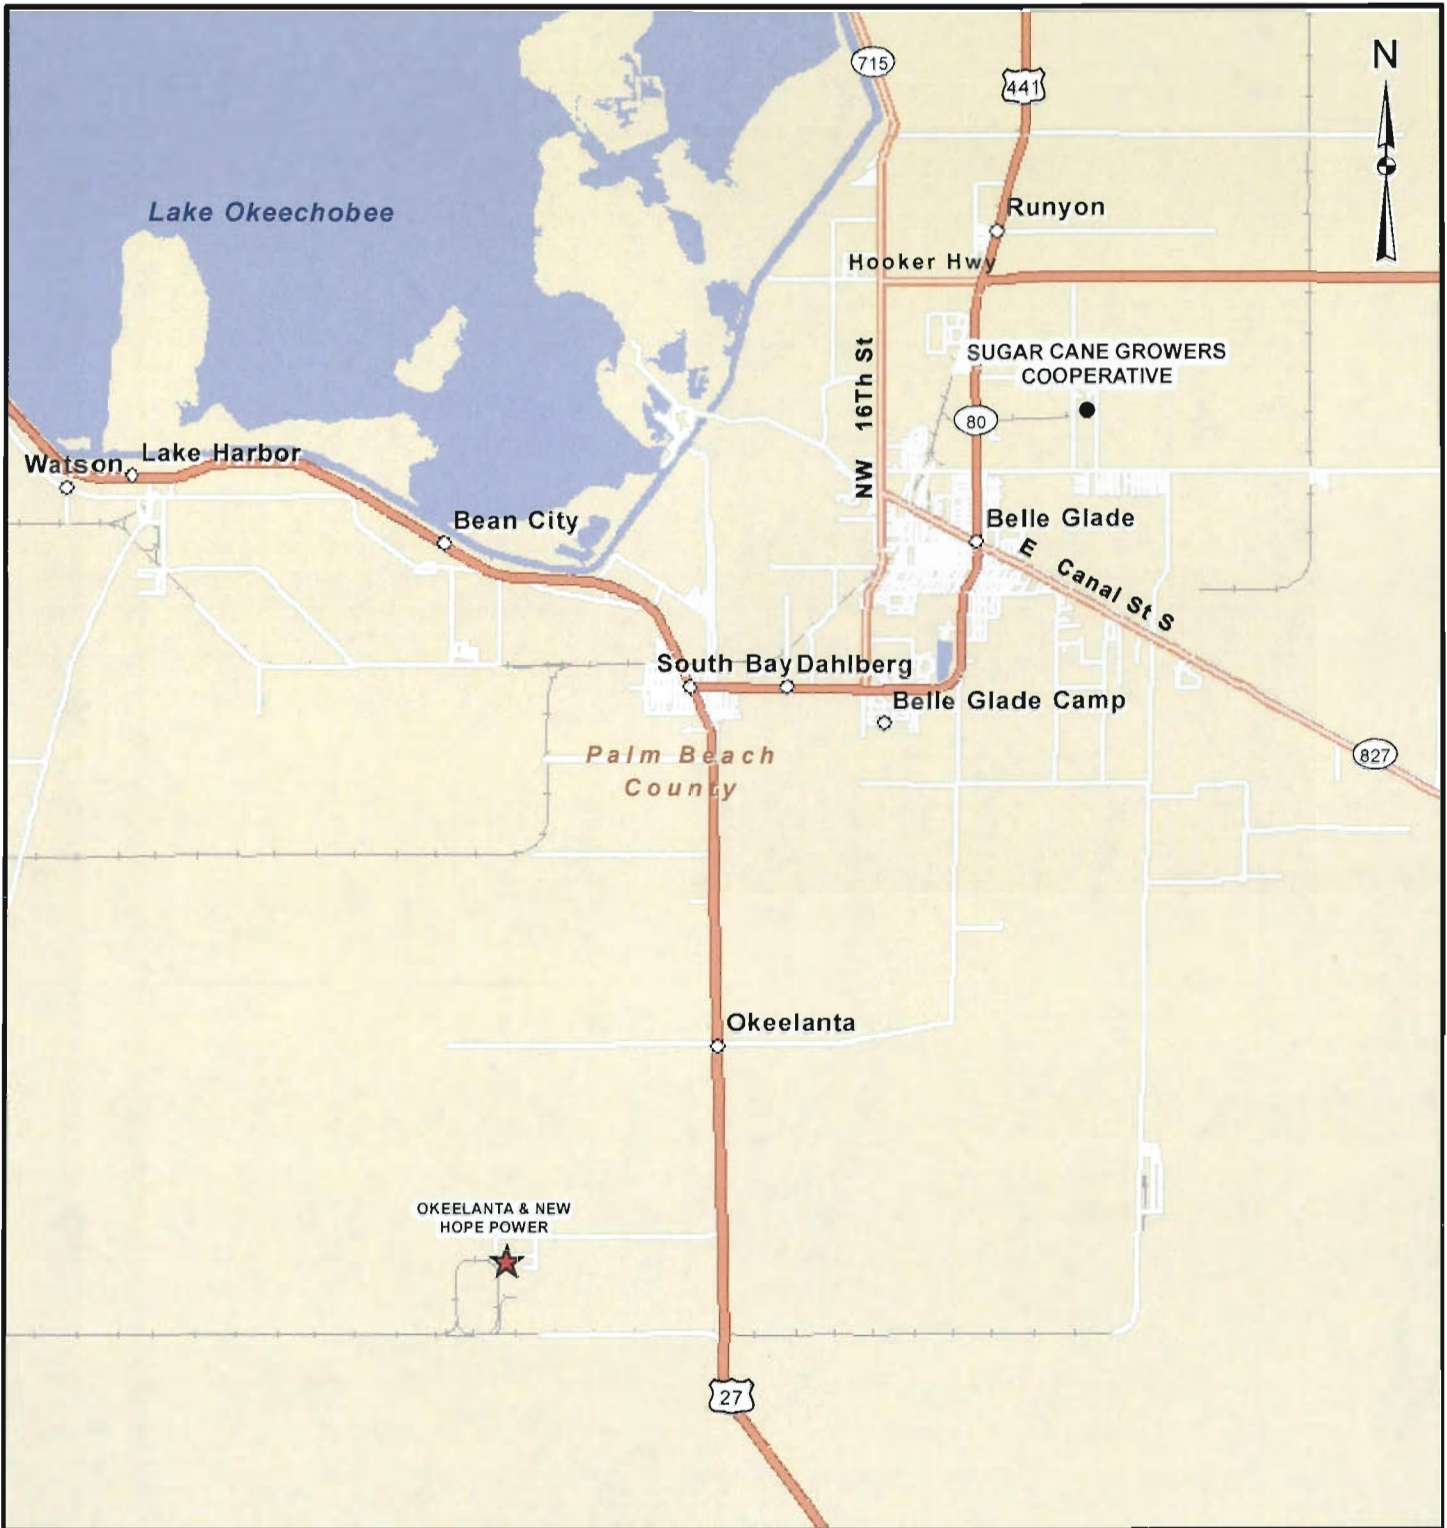 N
715
441
Lake Okeechobee
Runyon
Hooker Hwy
SUGAR CANE GROWERS
COOPERATIVE
NW 16Th St
80
Watson
Lake Harbor
Bean City
Belle Glade
E Canal St S
South Bay
Dahlberg
Belle Glade Camp
Palm Beach
County
827
Okeelanta
OKEELANTA & NEW
HOPE POWER
27